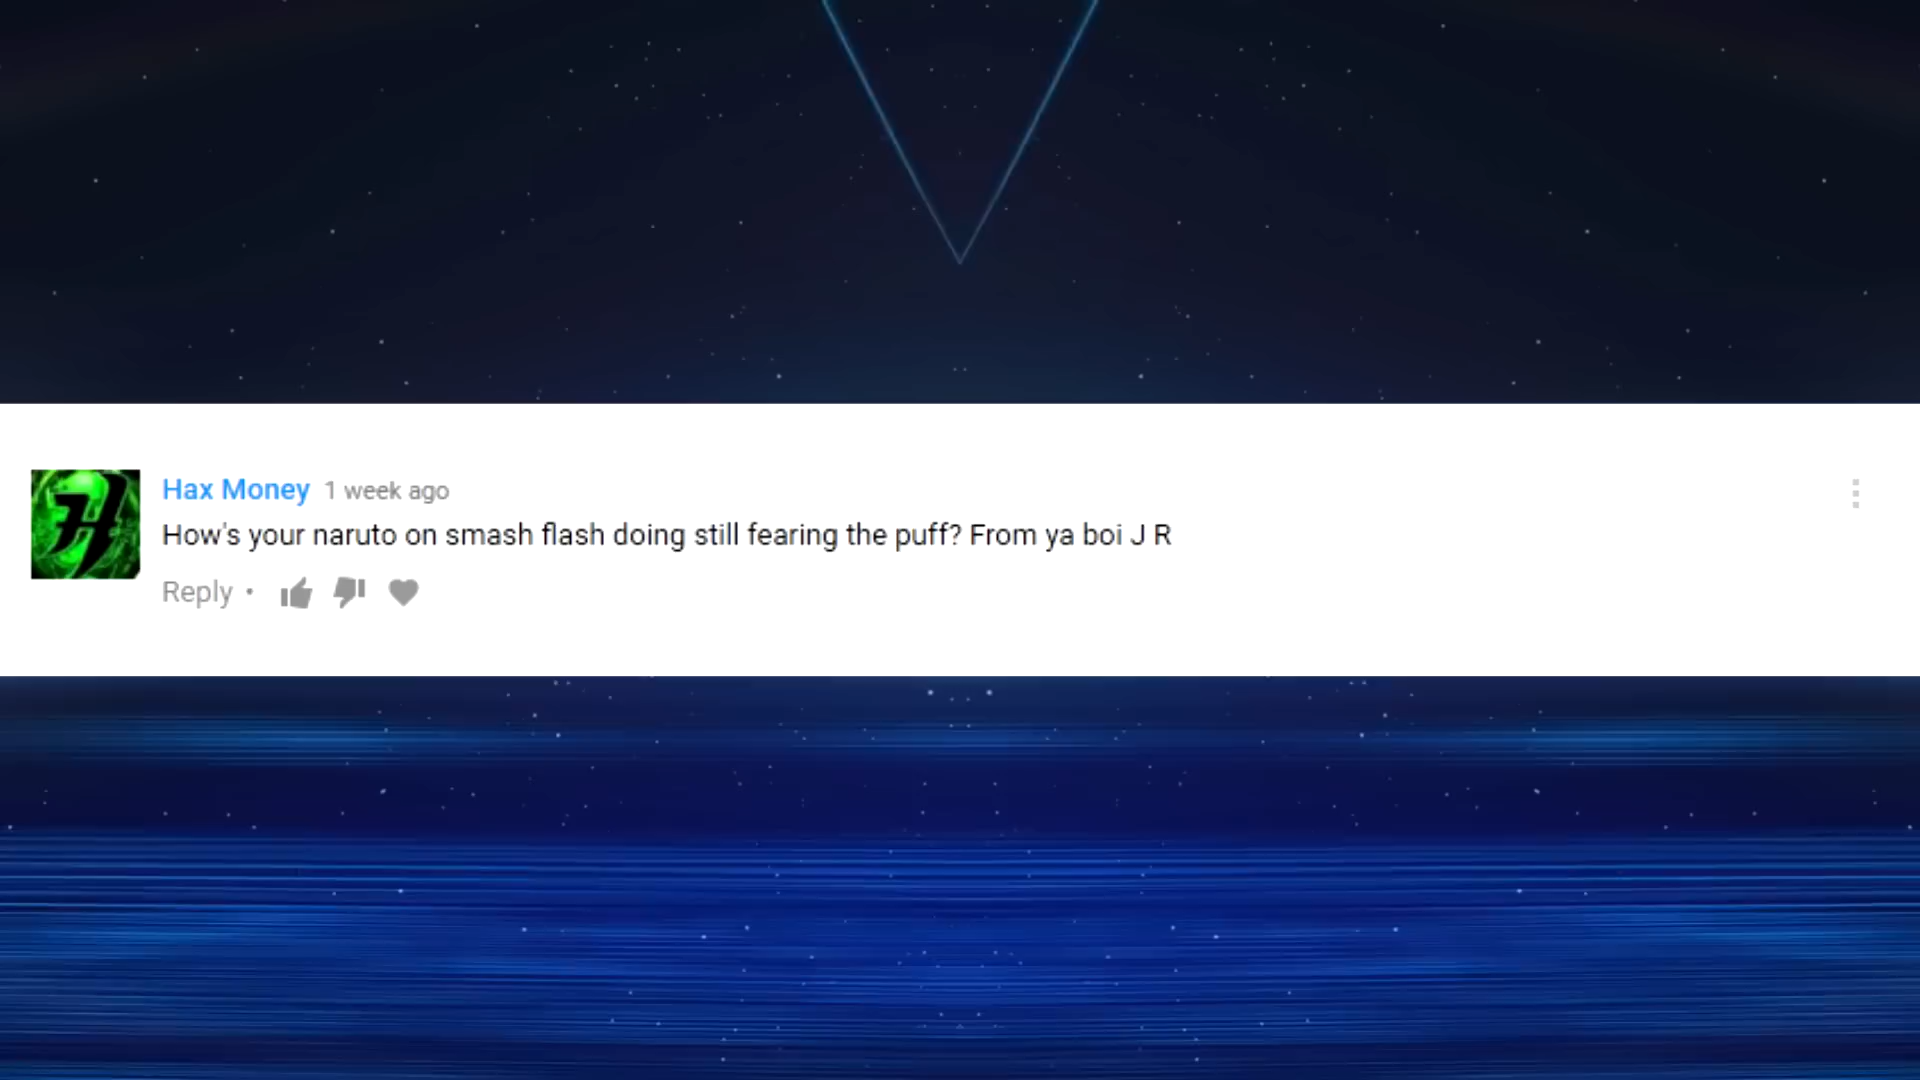 Hax Money 1 week ago
How's your naruto on smash flash doing still fearing the puff? From ya boi J R
Reply •